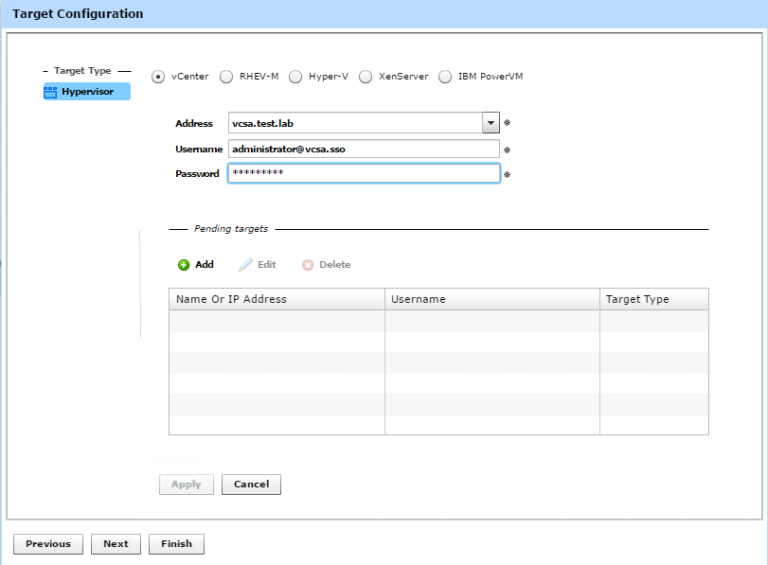 Target Configuration
Target Type
vCenter RHEV-M Hyper-V XenServer IBM PowerVM
Hypervisor
Address vcsa.test.lab *
Username administrator@vcsa.sso *
Password ********* *
Pending targets
Add Edit Delete
Name Or IP Address Username Target Type
Apply Cancel
Previous Next Finish